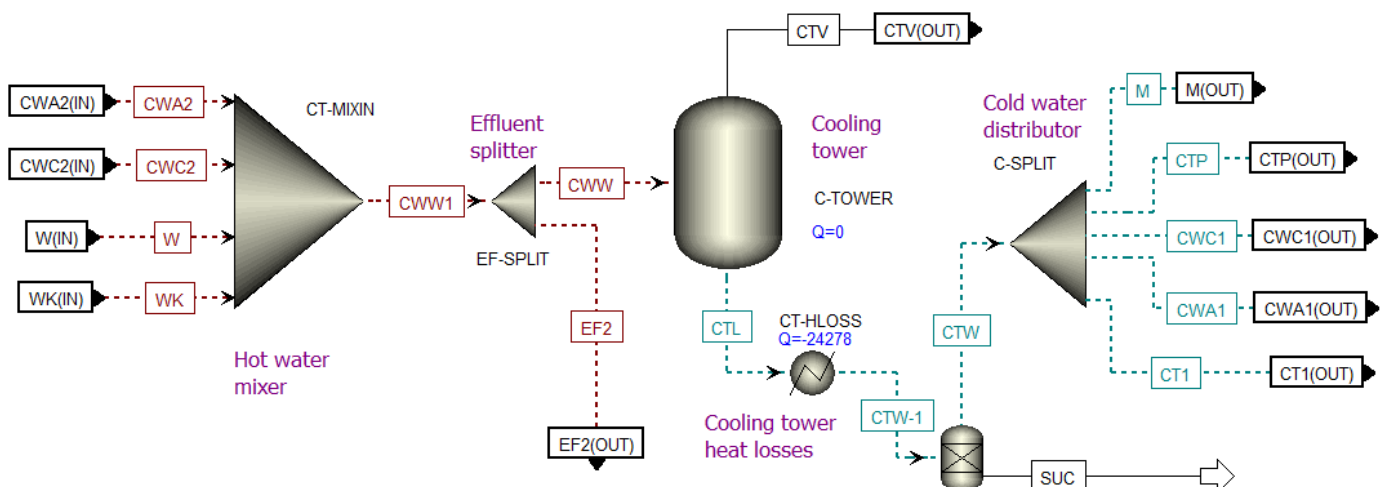 CTV
CTV(OUT)
CWA2(IN)
CWA2
CT-MIXIN
Effluent
splitter
Cooling
tower
Cold water
distributor
C-SPLIT
M
M(OUT)
CWC2(IN)
CWC2
CTP
CTP(OUT)
CWW1
CWW
C-TOWER
Q=0
W(IN)
W
CWC1
CWC1(OUT)
EF-SPLIT
WK(IN)
WK
CWA1
CWA1(OUT)
EF2
CTL
CT-HLOSS
Q=-24278
CTW
CT1
CT1(OUT)
Hot water
mixer
Cooling tower
heat losses
CTW-1
EF2(OUT)
SUC